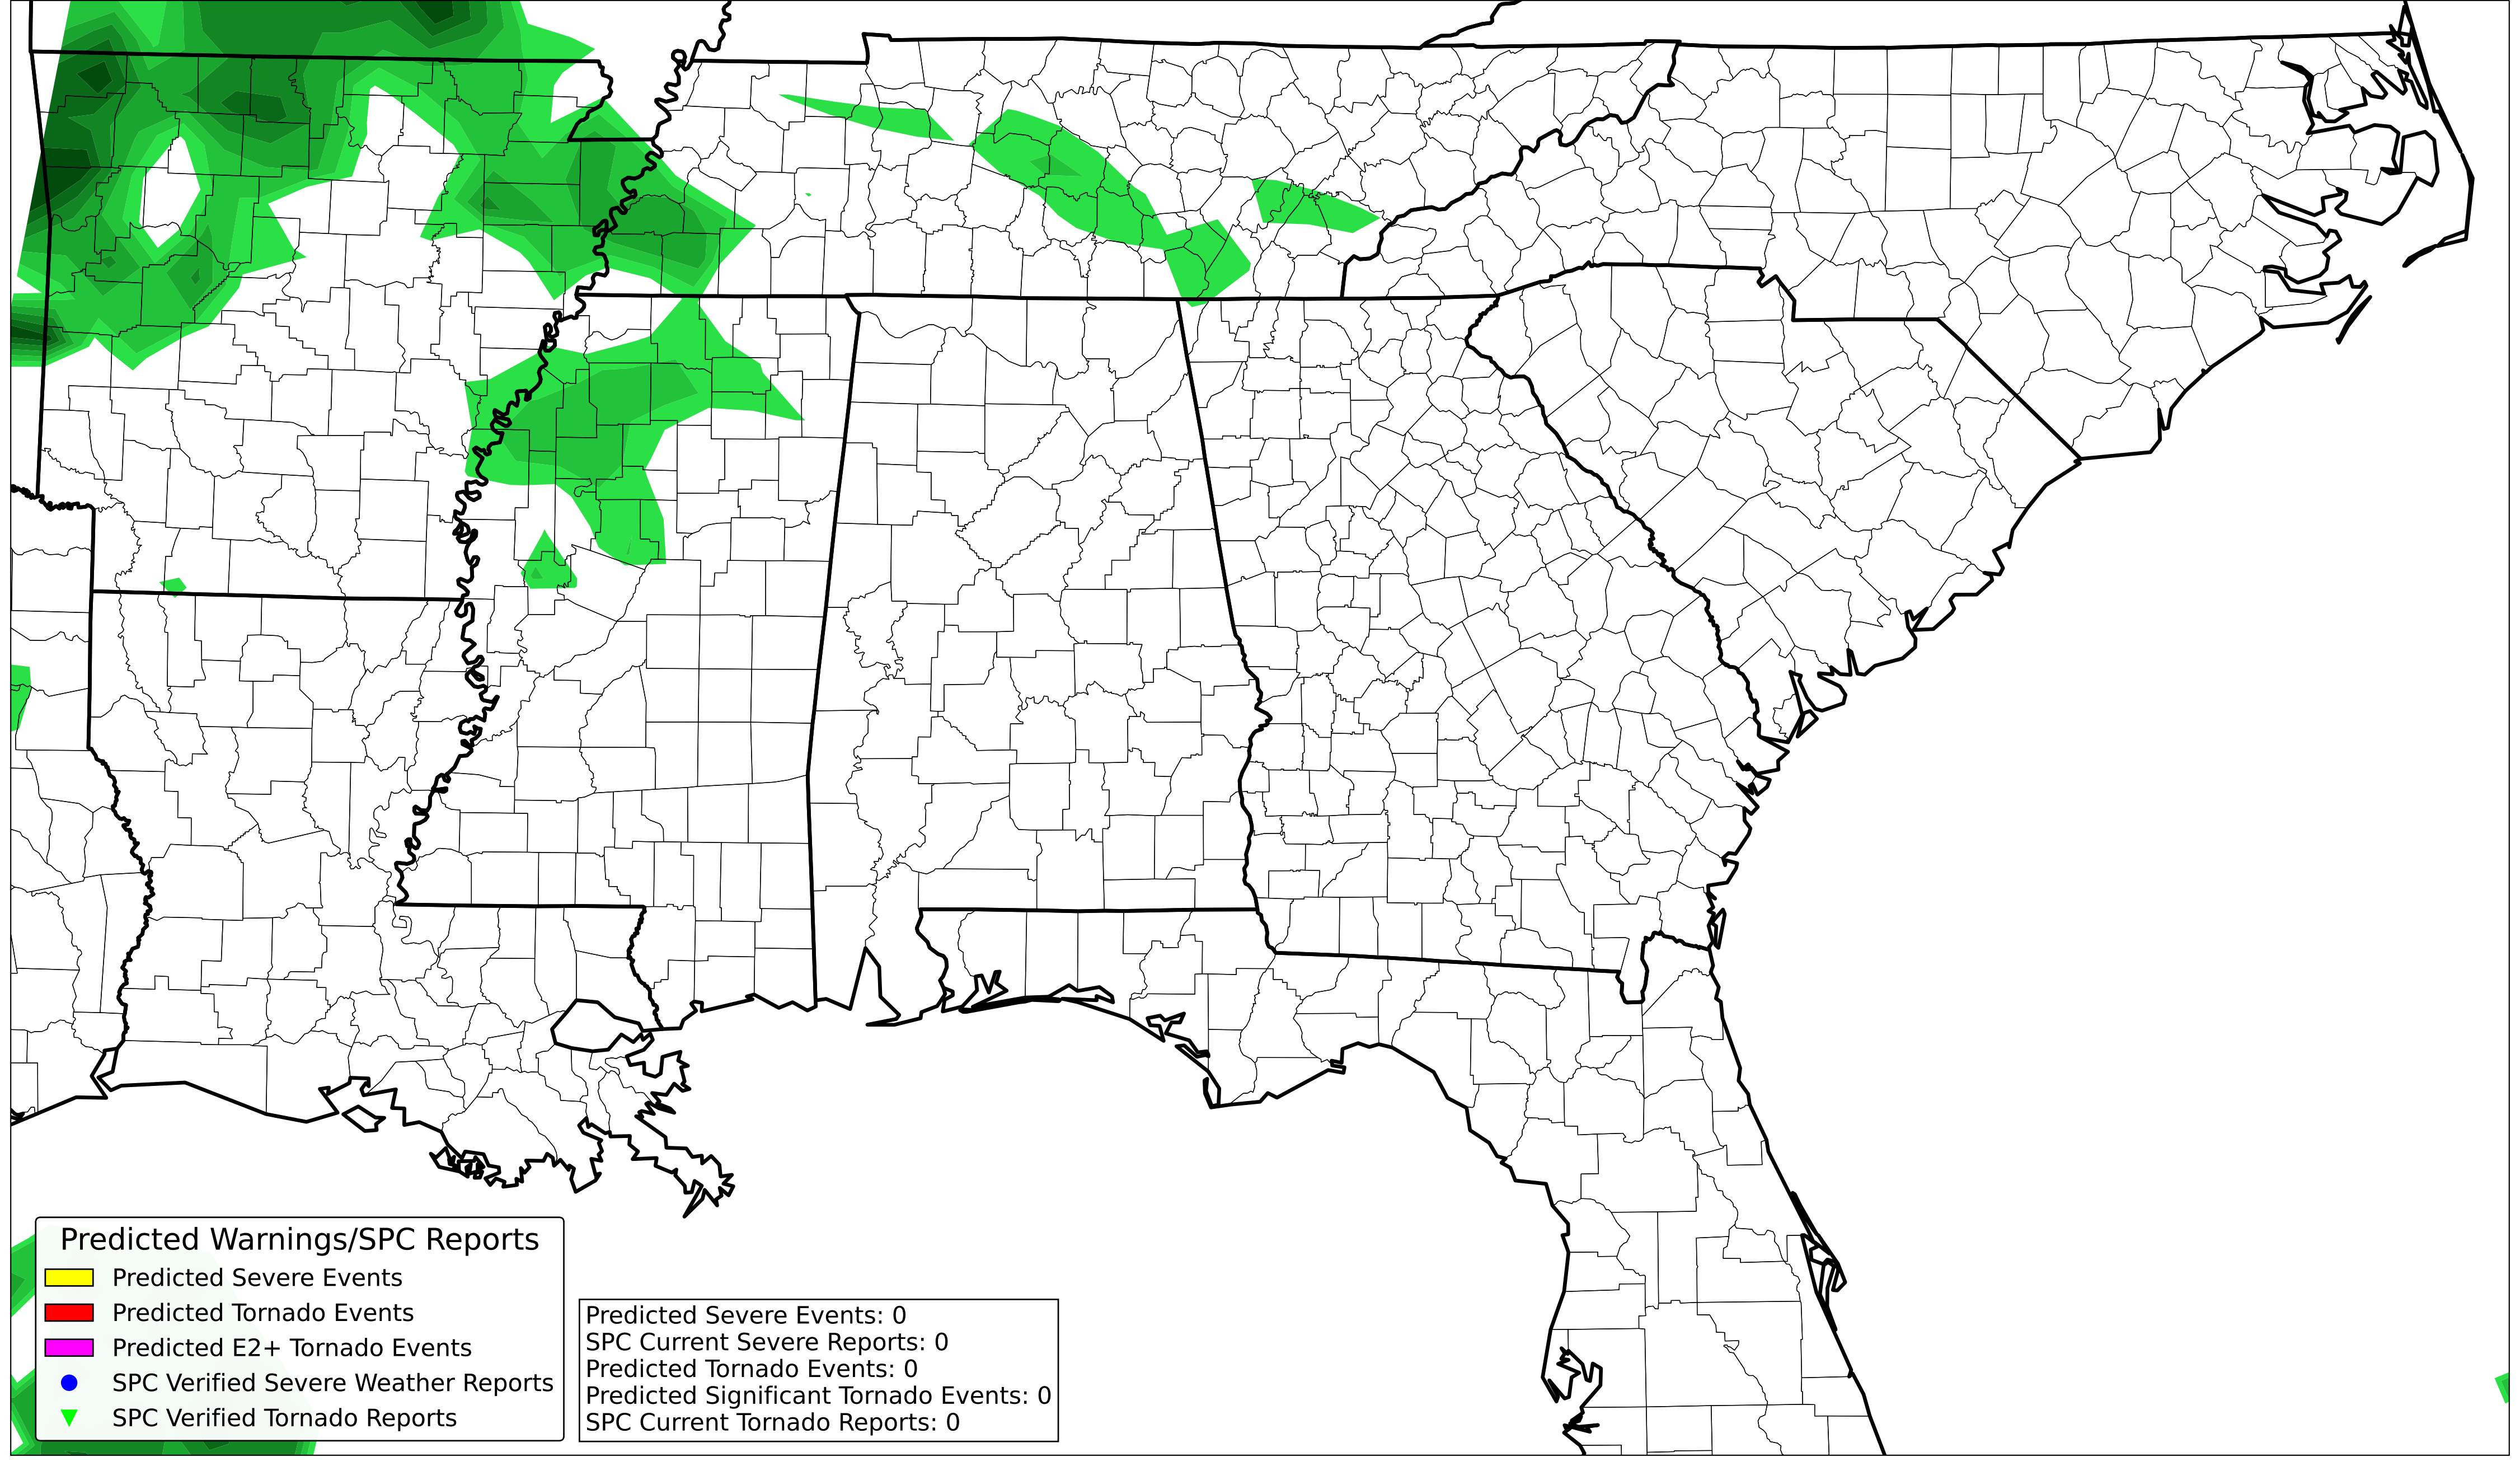 Predicted Warnings/SPC Reports
Predicted Severe Events
Predicted Tornado Events
Predicted E2+ Tornado Events
SPC Verified Severe Weather Reports
SPC Verified Tornado Reports
Predicted Severe Events: 0
SPC Current Severe Reports: 0
Predicted Tornado Events: 0
Predicted Significant Tornado Events: 0
SPC Current Tornado Reports: 0